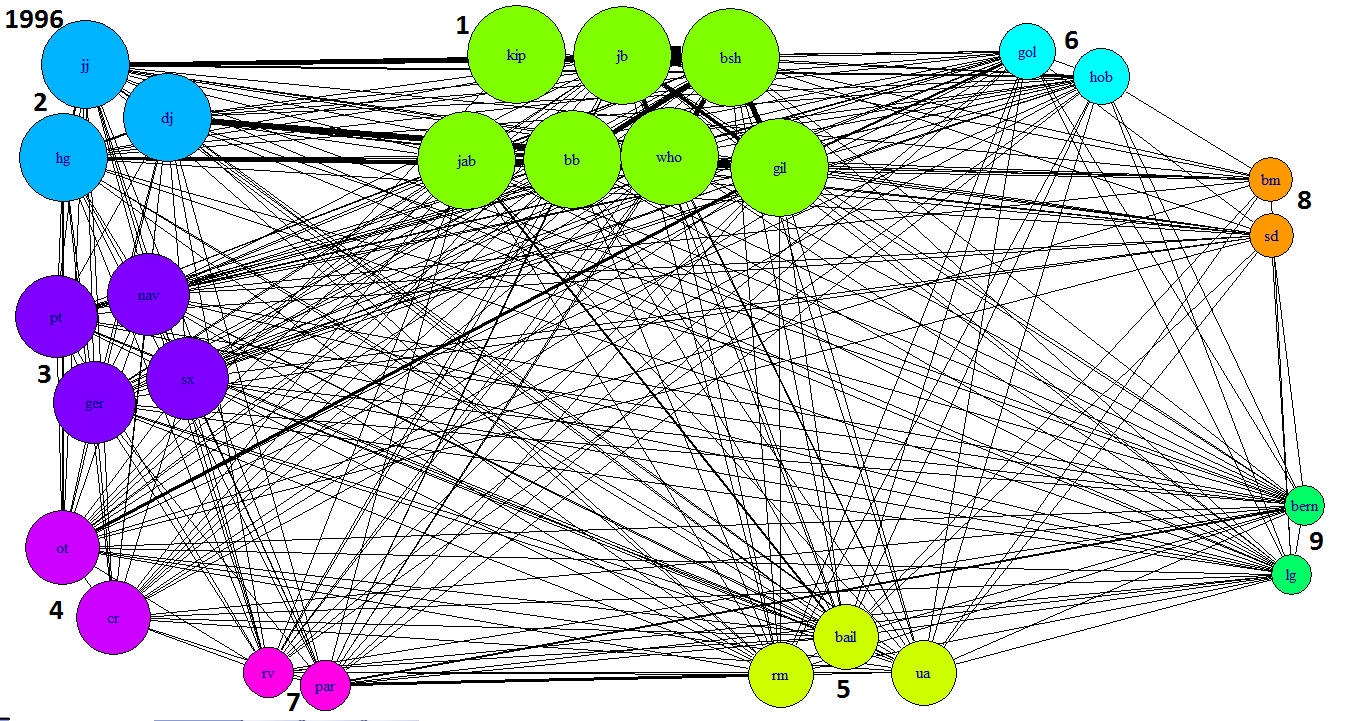 1996
1
6
kip
jb
bsh
gol
hob
jj
2
dj
hg
jab
bb
who
gil
bm
8
sd
nav
pt
3
sx
ger
bern
9
lg
ot
4
cr
rv
par
7
rm
bail
ua
5